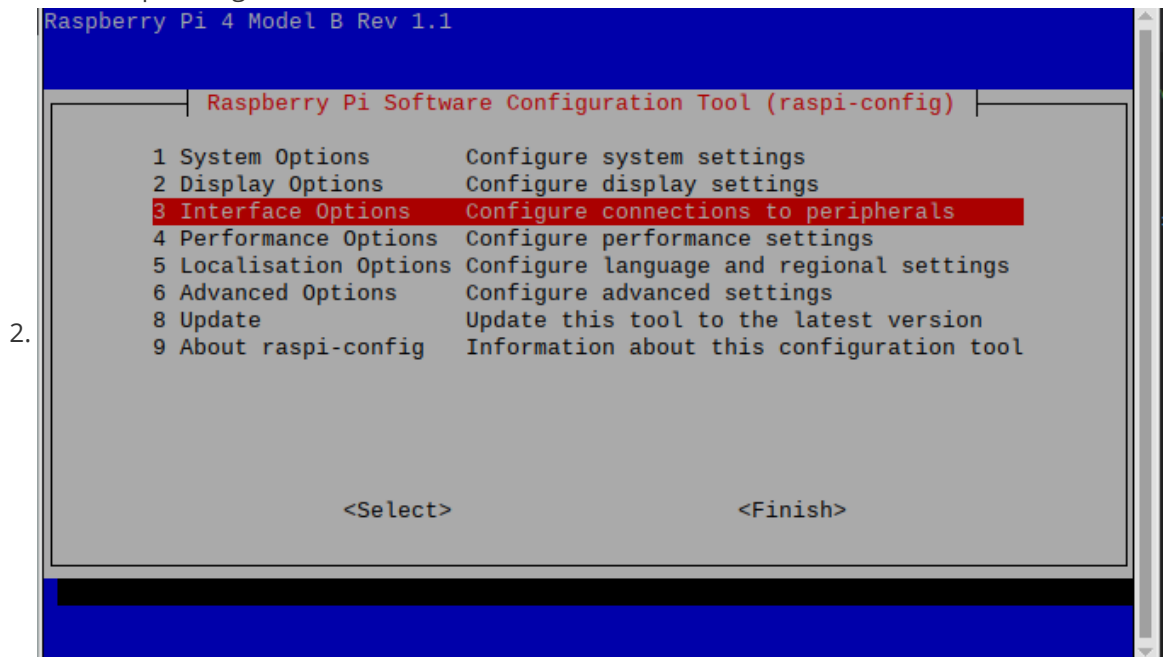 Raspberry Pi 4 Model B Rev 1.1
Raspberry Pi Software Configuration Tool (raspi-config)
1 System Options Configure system settings
2 Display Options Configure display settings
3 Interface Options Configure connections to peripherals
4 Performance Options Configure performance settings
5 Localisation Options Configure language and regional settings
6 Advanced Options Configure advanced settings
8 Update Update this tool to the latest version
2.
9 About raspi-config Information about this configuration tool
<Select> <Finish>